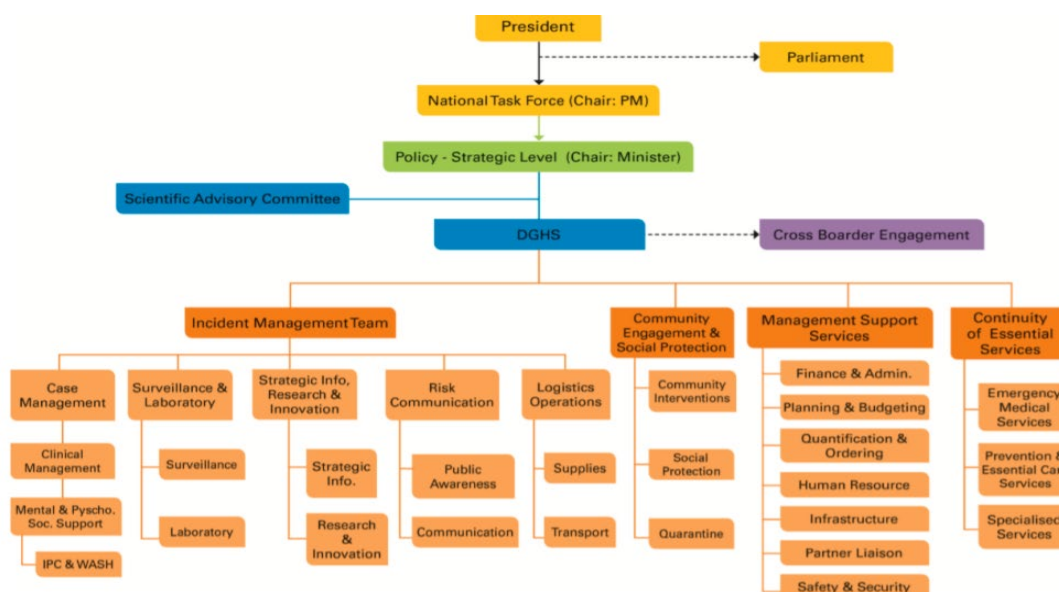 President
Parliament
National Task Force (Chair: PM)
Policy - Strategic Level (Chair: Minister)
Scientific Advisory Committee
DGHS
Cross Boarder Engagement
Incident Management Team
Community
Engagement &
Social Protection
Management Support
Services
Continuity
of Essential
Services
Case
Management
Surveillance &
Laboratory
Strategic Info,
Research &
Innovation
Risk
Communication
Logistics
Operations
Clinical
Management
Mental & Pyscho.
Soc. Support
IPC & WASH
Surveillance
Laboratory
Strategic
Info.
Research
&
Innovation
Public
Awareness
Communication
Supplies
Transport
Community
Interventions
Social
Protection
Quarantine
Finance & Admin.
Planning & Budgeting
Quantification &
Ordering
Human Resource
Infrastructure
Partner Liaison
Safety & Security
Emergency
Medical
Services
Prevention &
Essential Care
Services
Specialised
Services